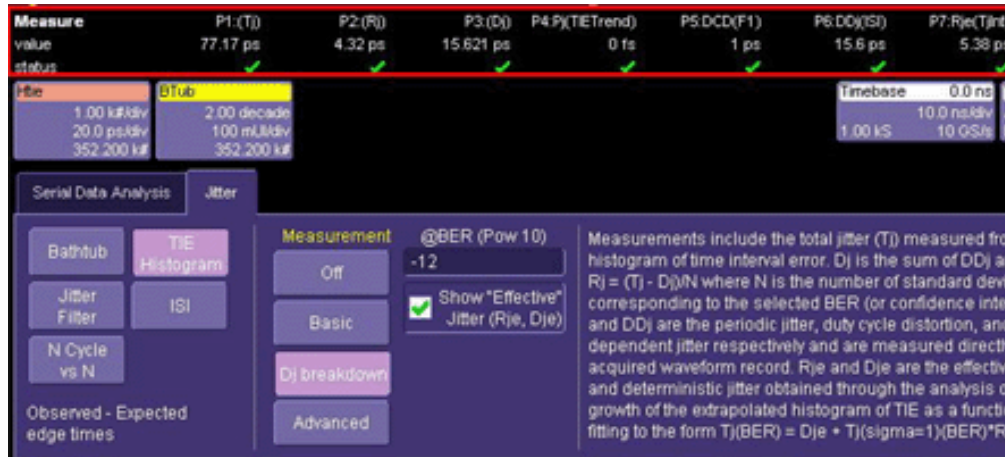 Measure P1:(Tj) P2:(Rj) P3:(Dj) P4:Pj(TIETrend) P5:DCD(F1) P6:DDj(ISI) P7:Rje(TjInt
value 77.17 ps 4.32 ps 15.621 ps 0 fs 1 ps 15.6 ps 5.38 p
status
Htie BTub Timebase 0.0 ns
1.00 k#/div 2.00 decade 10.0 ns/div
20.0 ps/div 100 mUI/div 1.00 kS 10 GS/s
352.200 k# 352.200 k#
Serial Data Analysis Jitter
Bathtub
TIE
Histogram
Jitter
Filter
ISI
N Cycle
vs N
Observed - Expected
edge times
Measurement
Off
Basic
Dj breakdown
Advanced
@BER (Pow 10)
-12
Show "Effective"
Jitter (Rje, Dje)
Measurements include the total jitter (Tj) measured fro
histogram of time interval error. Dj is the sum of DDj a
Rj = (Tj - Dj)/N where N is the number of standard dev
corresponding to the selected BER (or confidence inte
and DDj are the periodic jitter, duty cycle distortion, an
dependent jitter respectively and are measured directl
acquired waveform record. Rje and Dje are the effectiv
and deterministic jitter obtained through the analysis o
growth of the extrapolated histogram of TIE as a functi
fitting to the form Tj(BER) = Dje + Tj(sigma=1)(BER)*R